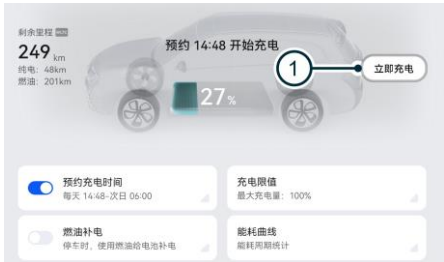 剩余里程
249 km
纯电: 48km
燃油: 201km
预约 14:48 开始充电
1
立即充电
27%
预约充电时间
每天 14:48-次日 06:00
充电限值
最大充电量: 100%
燃油补电
停车时，使用燃油给电池补电
能耗曲线
能耗周期统计